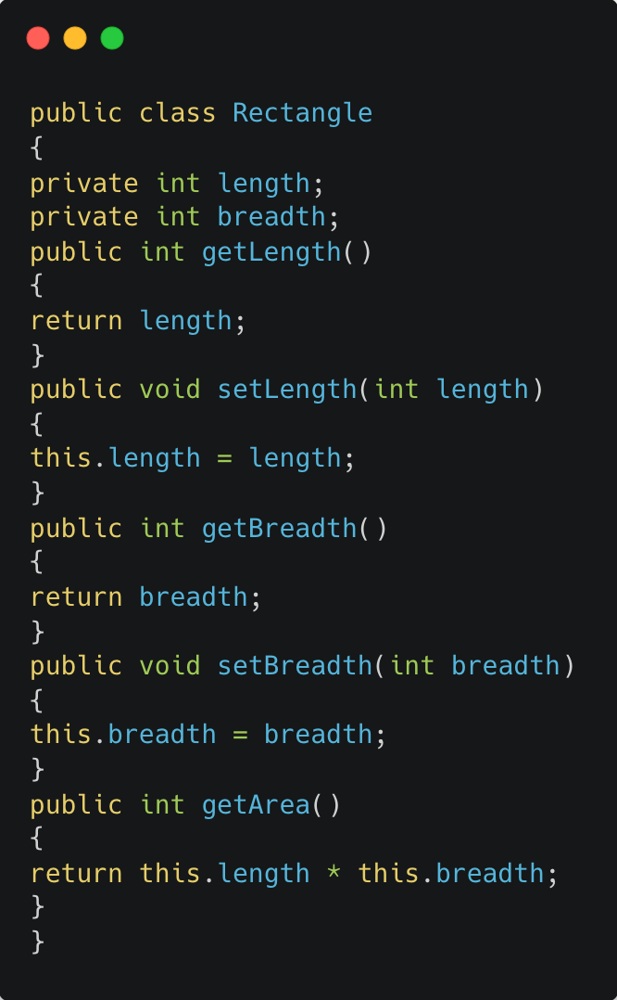 public class Rectangle
{
private int length;
private int breadth;
public int getLength()
{
return length;
}
public void setLength(int length)
{
this.length = length;
}
public int getBreadth()
{
return breadth;
}
public void setBreadth(int breadth)
{
this.breadth = breadth;
}
public int getArea()
{
return this.length * this.breadth;
}
}